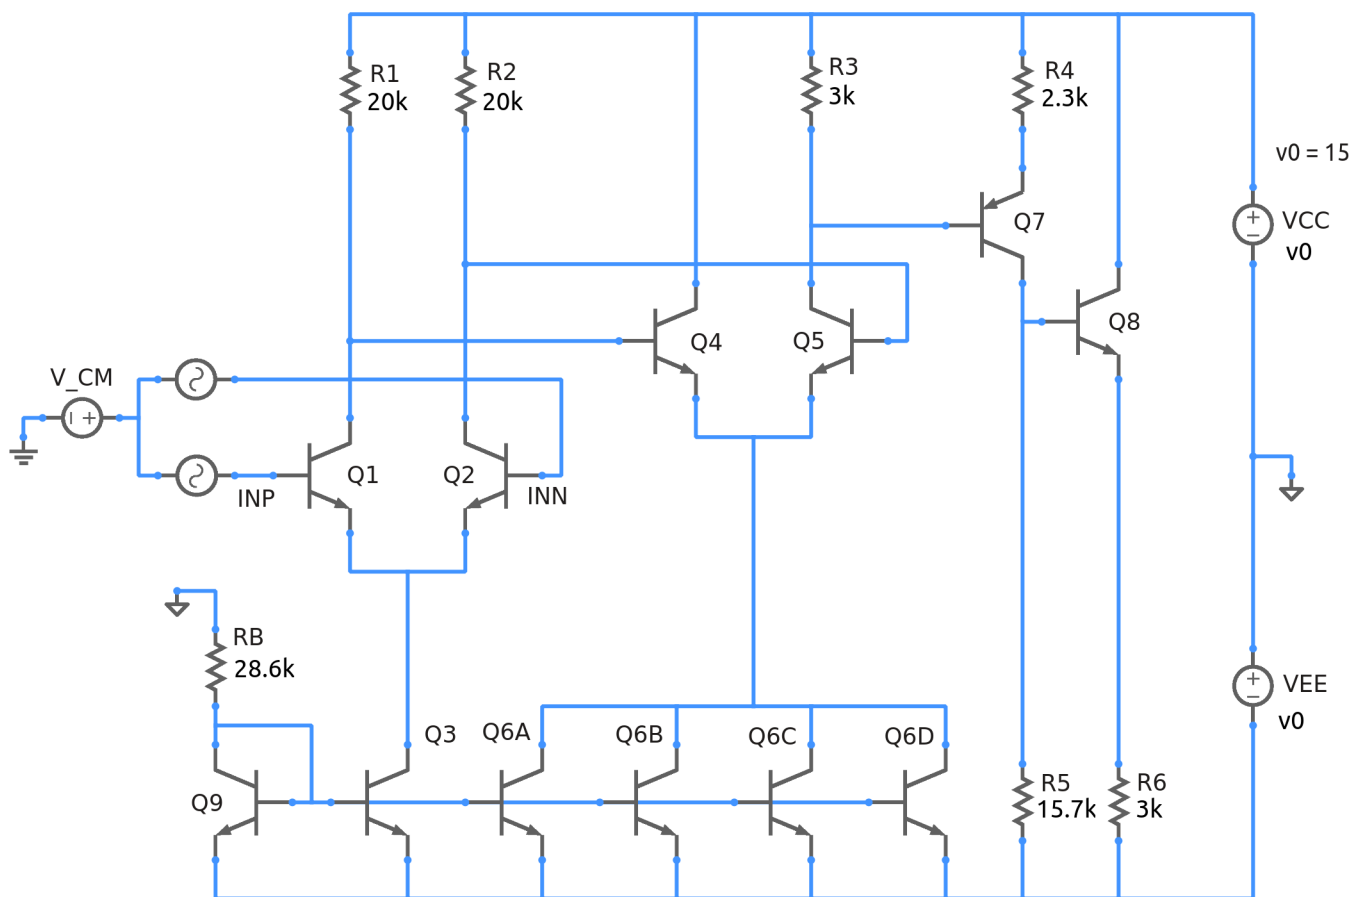 R1
20k
R2
20k
R3
3k
R4
2.3k
v0 = 15
Q7
VCC
v0
Q4
Q5
Q8
V_CM
Q1
Q2
INP
INN
RB
28.6k
VEE
v0
Q3
Q6A
Q6B
Q6C
Q6D
Q9
R5
15.7k
R6
3k